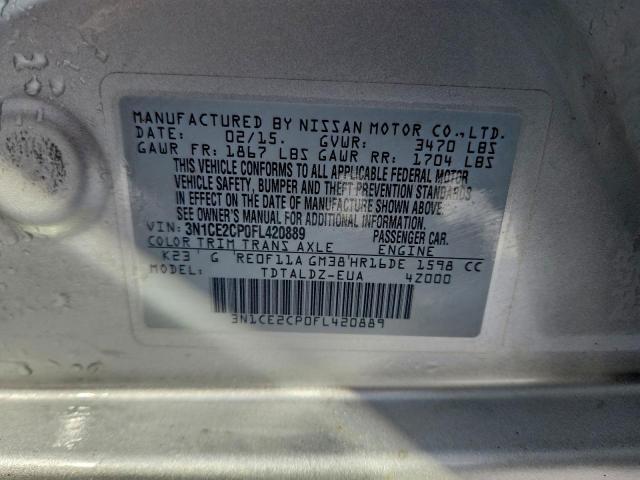 MANUFACTURED BY NISSAN MOTOR CO., LTD.
DATE: 02/15. GVWR: 3470 LBS
GAWR FR: 1867 LBS GAWR RR: 1704 LBS
THIS VEHICLE CONFORMS TO ALL APPLICABLE FEDERAL MOTOR
VEHICLE SAFETY, BUMPER AND THEFT PREVENTION STANDARDS
IN EFFECT ON THE DATE OF MANUFACTURE SHOWN ABOVE.
SEE OWNER'S MANUAL FOR ADDITIONAL INFORMATION.
VIN: 3N1CE2CP0FL420889 PASSENGER CAR.
COLOR TRIM TRANS AXLE ENGINE
K23 G RE0F11A GM38 HR16DE 1598 CC
MODEL: TDTALDZ-EUA 4Z000
3N1CE2CP0FL420889